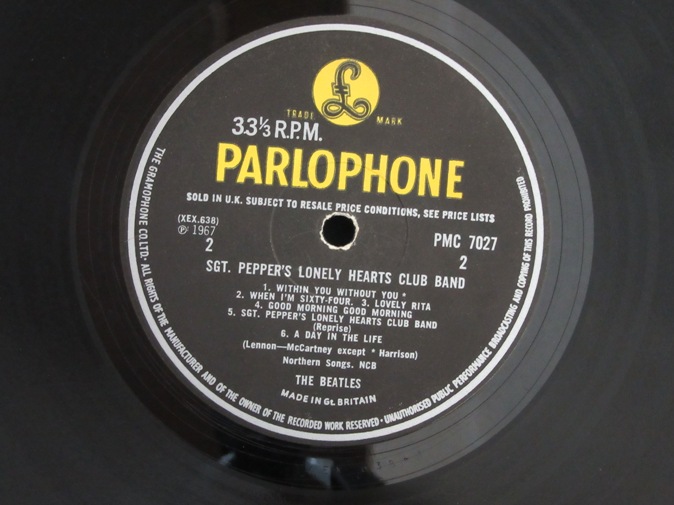 £
TRADE MARK
33⅓ R.P.M.
PARLOPHONE
SOLD IN U.K. SUBJECT TO RESALE PRICE CONDITIONS, SEE PRICE LISTS
(XEX.638)
℗ 1967
2
PMC 7027
2
SGT. PEPPER'S LONELY HEARTS CLUB BAND
1. WITHIN YOU WITHOUT YOU *
2. WHEN I'M SIXTY-FOUR. 3. LOVELY RITA
4. GOOD MORNING GOOD MORNING
5. SGT. PEPPER'S LONELY HEARTS CLUB BAND
(Reprise)
6. A DAY IN THE LIFE
(Lennon—McCartney except * Harrison)
Northern Songs. NCB
THE BEATLES
MADE IN Gt. BRITAIN
THE GRAMOPHONE CO. LTD. · ALL RIGHTS OF THE MANUFACTURER AND OF THE OWNER OF THE RECORDED WORK RESERVED · UNAUTHORISED PUBLIC PERFORMANCE BROADCASTING AND COPYING OF THIS RECORD PROHIBITED